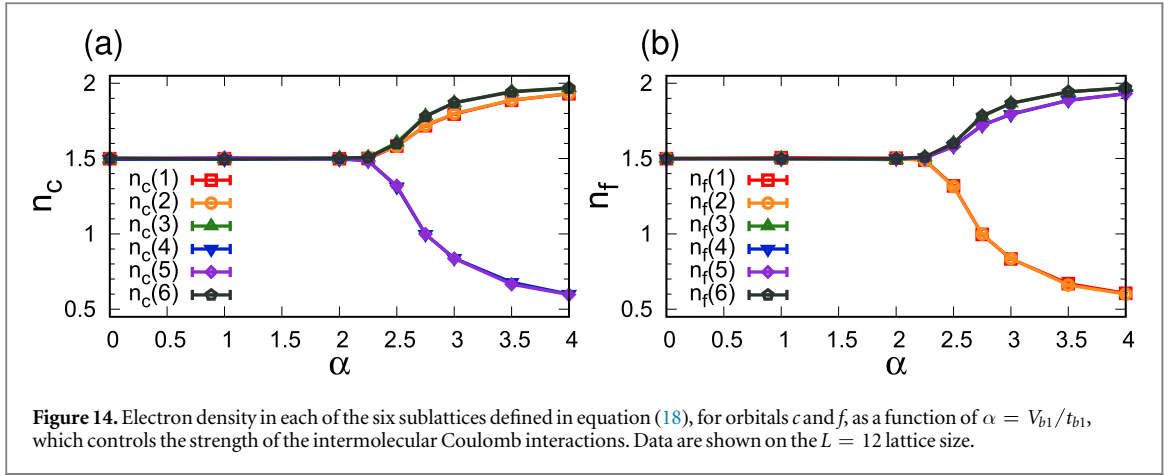 (a)
(b)
2
1.5
1
0.5
n_c
n_c(1)
n_c(2)
n_c(3)
n_c(4)
n_c(5)
n_c(6)
0 0.5 1 1.5 2 2.5 3 3.5 4
α
2
1.5
1
0.5
n_f
n_f(1)
n_f(2)
n_f(3)
n_f(4)
n_f(5)
n_f(6)
0 0.5 1 1.5 2 2.5 3 3.5 4
α
Figure 14. Electron density in each of the six sublattices defined in equation (18), for orbitals c and f, as a function of α = V_{b1}/t_{b1},
which controls the strength of the intermolecular Coulomb interactions. Data are shown on the L = 12 lattice size.